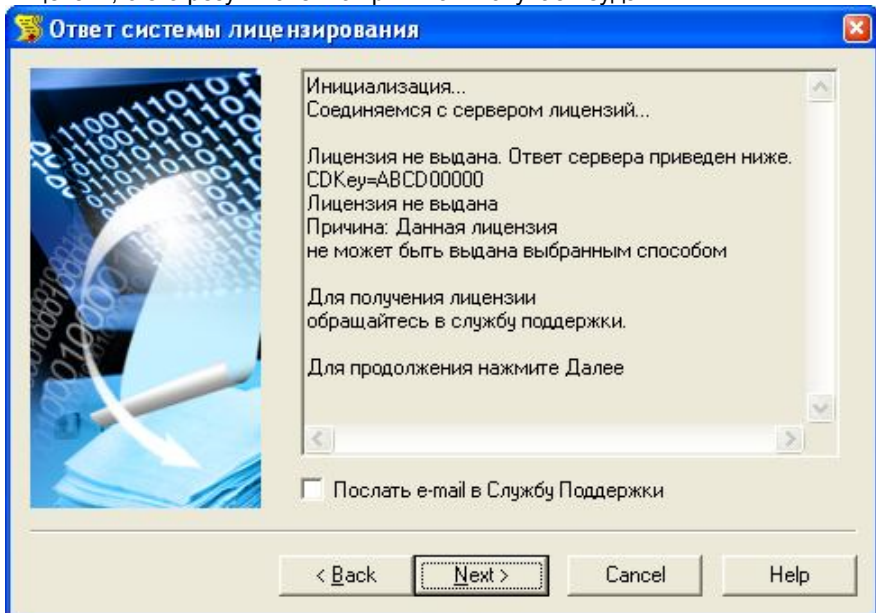 Ответ системы лицензирования
Инициализация...
Соединяемся с сервером лицензий...
Лицензия не выдана. Ответ сервера приведен ниже.
CDKey=ABCD00000
Лицензия не выдана
Причина: Данная лицензия
не может быть выдана выбранным способом
Для получения лицензии
обращайтесь в службу поддержки.
Для продолжения нажмите Далее
Послать e-mail в Службу Поддержки
< Back
Next >
Cancel
Help